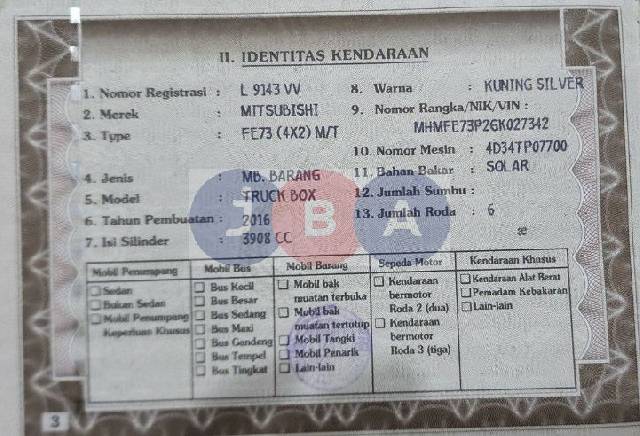 II. IDENTITAS KENDARAAN
1. Nomor Registrasi : L 9143 VV
2. Merek : MITSUBISHI
3. Type : FE73 (4X2) M/T
4. Jenis : MB. BARANG
5. Model : TRUCK BOX
6. Tahun Pembuatan : 2016
7. Isi Silinder : 3908 CC
8. Warna : KUNING SILVER
9. Nomor Rangka/NIK/VIN :
MHMFE73P2GK027342
10. Nomor Mesin : 4D34TP07700
11. Bahan Bakar : SOLAR
12. Jumlah Sumbu :
13. Jumlah Roda : 6
æ
JBA
Mobil Penumpang
Sedan
Bukan Sedan
Mobil Penumpang
Keperluan Khusus
Mobil Bus
Bus Kecil
Bus Besar
Bus Sedang
Bus Maxi
Bus Gandeng
Bus Tempel
Bus Tingkat
Mobil Barang
Mobil bak
muatan terbuka
Mobil bak
muatan tertutup
Mobil Tangki
Mobil Penarik
Lain-lain
Sepeda Motor
Kendaraan
bermotor
Roda 2 (dua)
Kendaraan
bermotor
Roda 3 (tiga)
Kendaraan Khusus
Kendaraan Alat Berat
Pemadam Kebakaran
Lain-lain
3